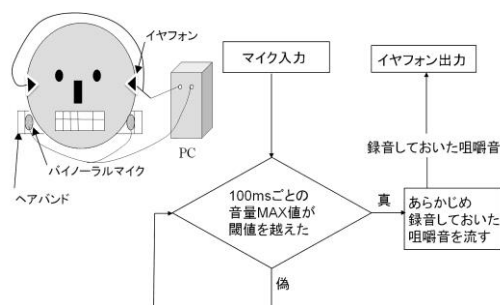 イヤフォン
PC
バイノーラルマイク
ヘアバンド
マイク入力
イヤフォン出力
録音しておいた咀嚼音
100msごとの
音量MAX値が
閾値を越えた
真
あらかじめ
録音しておいた
咀嚼音を流す
偽